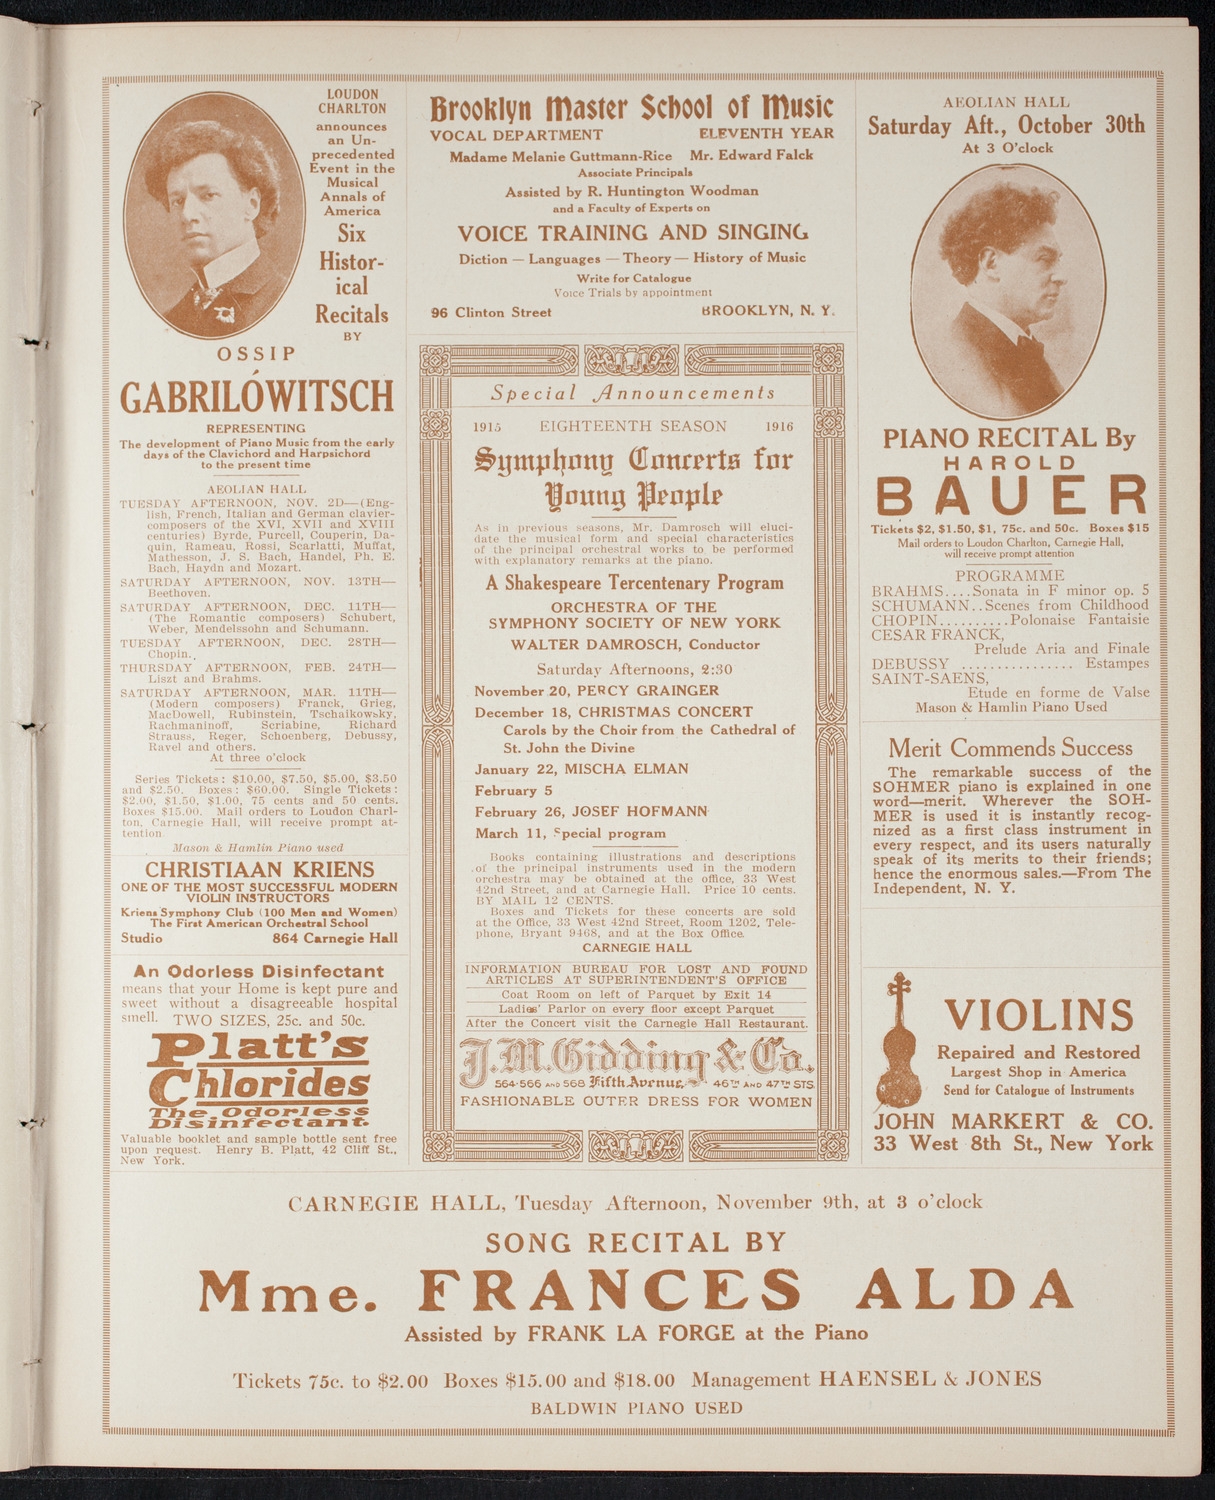 LOUDON
CHARLTON
announces
an Un-
precedented
Event in the
Musical
Annals of
America
Six
Histor-
ical
Recitals
BY
OSSIP
GABRILÓWITSCH
REPRESENTING
The development of Piano Music from the early
days of the Clavichord and Harpsichord
to the present time
AEOLIAN HALL
TUESDAY AFTERNOON, NOV. 2D—(Eng-
lish, French, Italian and German clavier-
composers of the XVI, XVII and XVIII
centuries) Byrde, Purcell, Couperin, Da-
quin, Rameau, Rossi, Scarlatti, Muffat,
Mathesson, J. S. Bach, Handel, Ph. E.
Bach, Haydn and Mozart.
SATURDAY AFTERNOON, NOV. 13TH—
Beethoven.
SATURDAY AFTERNOON, DEC. 11TH—
(The Romantic composers) Schubert,
Weber, Mendelssohn and Schumann.
TUESDAY AFTERNOON, DEC. 28TH—
Chopin.
THURSDAY AFTERNOON, FEB. 24TH—
Liszt and Brahms.
SATURDAY AFTERNOON, MAR. 11TH—
(Modern composers) Franck, Grieg,
MacDowell, Rubinstein, Tschaikowsky,
Rachmaninoff, Scriabine, Richard
Strauss, Reger, Schoenberg, Debussy,
Ravel and others.
At three o'clock
Series Tickets: $10.00, $7.50, $5.00, $3.50
and $2.50. Boxes: $60.00. Single Tickets:
$2.00, $1.50, $1.00, 75 cents and 50 cents.
Boxes $15.00. Mail orders to Loudon Charl-
ton, Carnegie Hall, will receive prompt at-
tention
Mason & Hamlin Piano used
CHRISTIAAN KRIENS
ONE OF THE MOST SUCCESSFUL MODERN
VIOLIN INSTRUCTORS
Kriens Symphony Club (100 Men and Women)
The First American Orchestral School
Studio 864 Carnegie Hall
An Odorless Disinfectant
means that your Home is kept pure and
sweet without a disagreeable hospital
smell. TWO SIZES, 25c. and 50c.
Platt's
Chlorides
The Odorless
Disinfectant.
Valuable booklet and sample bottle sent free
upon request. Henry B. Platt, 42 Cliff St.,
New York.
Brooklyn Master School of Music
VOCAL DEPARTMENT ELEVENTH YEAR
Madame Melanie Guttmann-Rice Mr. Edward Falck
Associate Principals
Assisted by R. Huntington Woodman
and a Faculty of Experts on
VOICE TRAINING AND SINGING
Diction — Languages — Theory — History of Music
Write for Catalogue
Voice Trials by appointment
96 Clinton Street BROOKLYN, N. Y.
Special Announcements
1915 EIGHTEENTH SEASON 1916
Symphony Concerts for
Young People
As in previous seasons, Mr. Damrosch will eluci-
date the musical form and special characteristics
of the principal orchestral works to be performed
with explanatory remarks at the piano.
A Shakespeare Tercentenary Program
ORCHESTRA OF THE
SYMPHONY SOCIETY OF NEW YORK
WALTER DAMROSCH, Conductor
Saturday Afternoons, 2:30
November 20, PERCY GRAINGER
December 18, CHRISTMAS CONCERT
Carols by the Choir from the Cathedral of
St. John the Divine
January 22, MISCHA ELMAN
February 5
February 26, JOSEF HOFMANN
March 11, Special program
Books containing illustrations and descriptions
of the principal instruments used in the modern
orchestra may be obtained at the office, 33 West
42nd Street, and at Carnegie Hall. Price 10 cents.
BY MAIL 12 CENTS.
Boxes and Tickets for these concerts are sold
at the Office, 33 West 42nd Street, Room 1202, Tele-
phone, Bryant 9468, and at the Box Office.
CARNEGIE HALL
INFORMATION BUREAU FOR LOST AND FOUND
ARTICLES AT SUPERINTENDENT'S OFFICE
Coat Room on left of Parquet by Exit 14
Ladies' Parlor on every floor except Parquet
After the Concert visit the Carnegie Hall Restaurant.
J.M.Gidding & Co.
564-566 AND 568 Fifth Avenue, 46TH AND 47TH STS.
FASHIONABLE OUTER DRESS FOR WOMEN
AEOLIAN HALL
Saturday Aft., October 30th
At 3 O'clock
PIANO RECITAL By
HAROLD
BAUER
Tickets $2, $1.50, $1, 75c. and 50c. Boxes $15
Mail orders to Loudon Charlton, Carnegie Hall,
will receive prompt attention
PROGRAMME
BRAHMS....Sonata in F minor op. 5
SCHUMANN..Scenes from Childhood
CHOPIN..........Polonaise Fantaisie
CESAR FRANCK,
Prelude Aria and Finale
DEBUSSY ................ Estampes
SAINT-SAENS,
Etude en forme de Valse
Mason & Hamlin Piano Used
Merit Commends Success
The remarkable success of the
SOHMER piano is explained in one
word—merit. Wherever the SOH-
MER is used it is instantly recog-
nized as a first class instrument in
every respect, and its users naturally
speak of its merits to their friends;
hence the enormous sales.—From The
Independent, N. Y.
VIOLINS
Repaired and Restored
Largest Shop in America
Send for Catalogue of Instruments
JOHN MARKERT & CO.
33 West 8th St., New York
CARNEGIE HALL, Tuesday Afternoon, November 9th, at 3 o'clock
SONG RECITAL BY
Mme. FRANCES ALDA
Assisted by FRANK LA FORGE at the Piano
Tickets 75c. to $2.00 Boxes $15.00 and $18.00 Management HAENSEL & JONES
BALDWIN PIANO USED